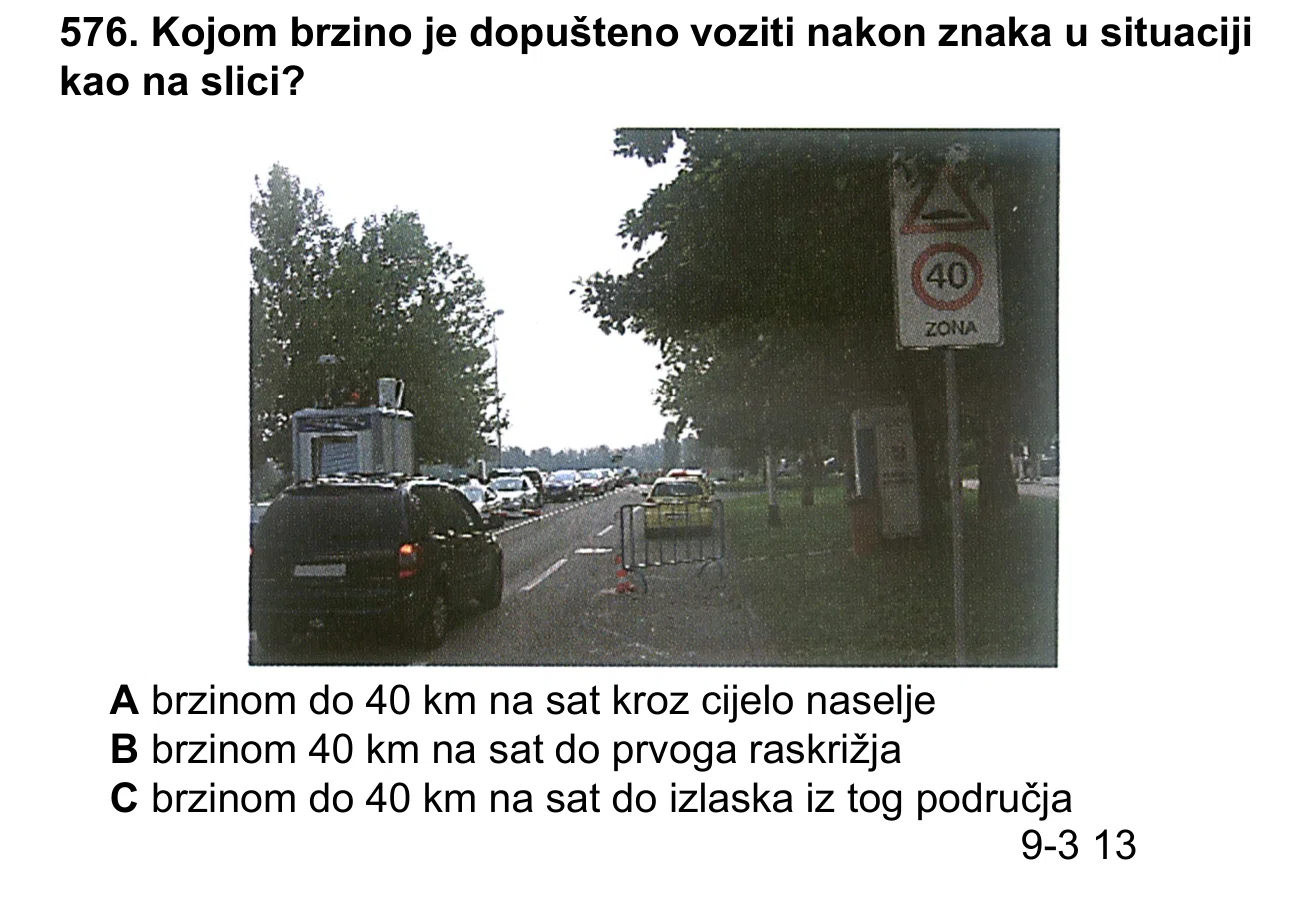 576. Kojom brzino je dopušteno voziti nakon znaka u situaciji
kao na slici?
40
ZONA
A brzinom do 40 km na sat kroz cijelo naselje
B brzinom 40 km na sat do prvoga raskrižja
C brzinom do 40 km na sat do izlaska iz tog područja
9-3 13